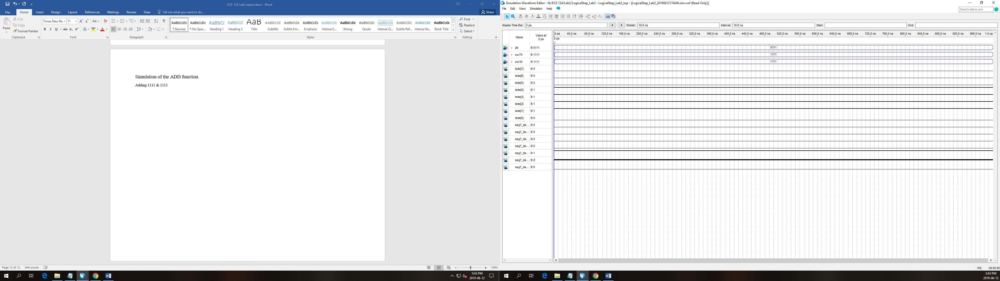 ECE 124 Lab2 report.docx - Word
File Home Insert Design Layout References Mailings Review View Tell me what you want to do... Share
Paste Cut Copy Format Painter
Times New Ro 11
AaBbCcDc AaBbCcDc AaBbCc AaBbCcD AaB AaBbCcD AaBbCcDc AaBbCcDc AaBbCcDc AaBbCcDc AaBbCcDc AaBbCcDc AABBCCDD AABBCCDE AaBbCcDc
¶ Normal ¶ No Spac... Heading 1 Heading 2 Title Subtitle Subtle Em... Emphasis Intense E... Strong Quote Intense Q... Subtle Ref... Intense Re... Book Title
Find Replace Select
Clipboard Font Paragraph Styles Editing
Simulation of the ADD function
Adding 1111 & 1111
Page 12 of 12 844 words 100%
5:43 PM
2019-06-12
Simulation Waveform Editor - N:/ECE 124/Lab2/LogicalStep_Lab2 - LogicalStep_Lab2_top - [LogicalStep_Lab2_20190612174240.sim.vwf (Read-Only)]
File Edit View Simulation Help Search altera.com
Master Time Bar: 0 ps Pointer: 16.6 ns Interval: 16.6 ns Start: End:
Name Value at 0 ps
0 ps 40.0 ns 80.0 ns 120.0 ns 160.0 ns 200.0 ns 240.0 ns 280.0 ns 320.0 ns 360.0 ns 400.0 ns 440.0 ns 480.0 ns 520.0 ns 560.0 ns 600.0 ns 640.0 ns 680.0 ns 720.0 ns 760.0 ns 800.0 ns 840.0 ns 880.0 ns 920.0 ns 960.0 ns 1.0 us
0 ps
pb B 0111 0111
sw74 B 1111 1111
sw30 B 1111 1111
leds[7] B 0
leds[6] B 0
leds[5] B 0
leds[4] B 1
leds[3] B 1
leds[2] B 1
leds[1] B 1
leds[0] B 0
seg7_da... B 0
seg7_da... B 0
seg7_da... B 0
seg7_da... B 0
seg7_da... B 1
seg7_da... B Z
seg7_da... B 0
0% 00:00:00
5:43 PM
2019-06-12